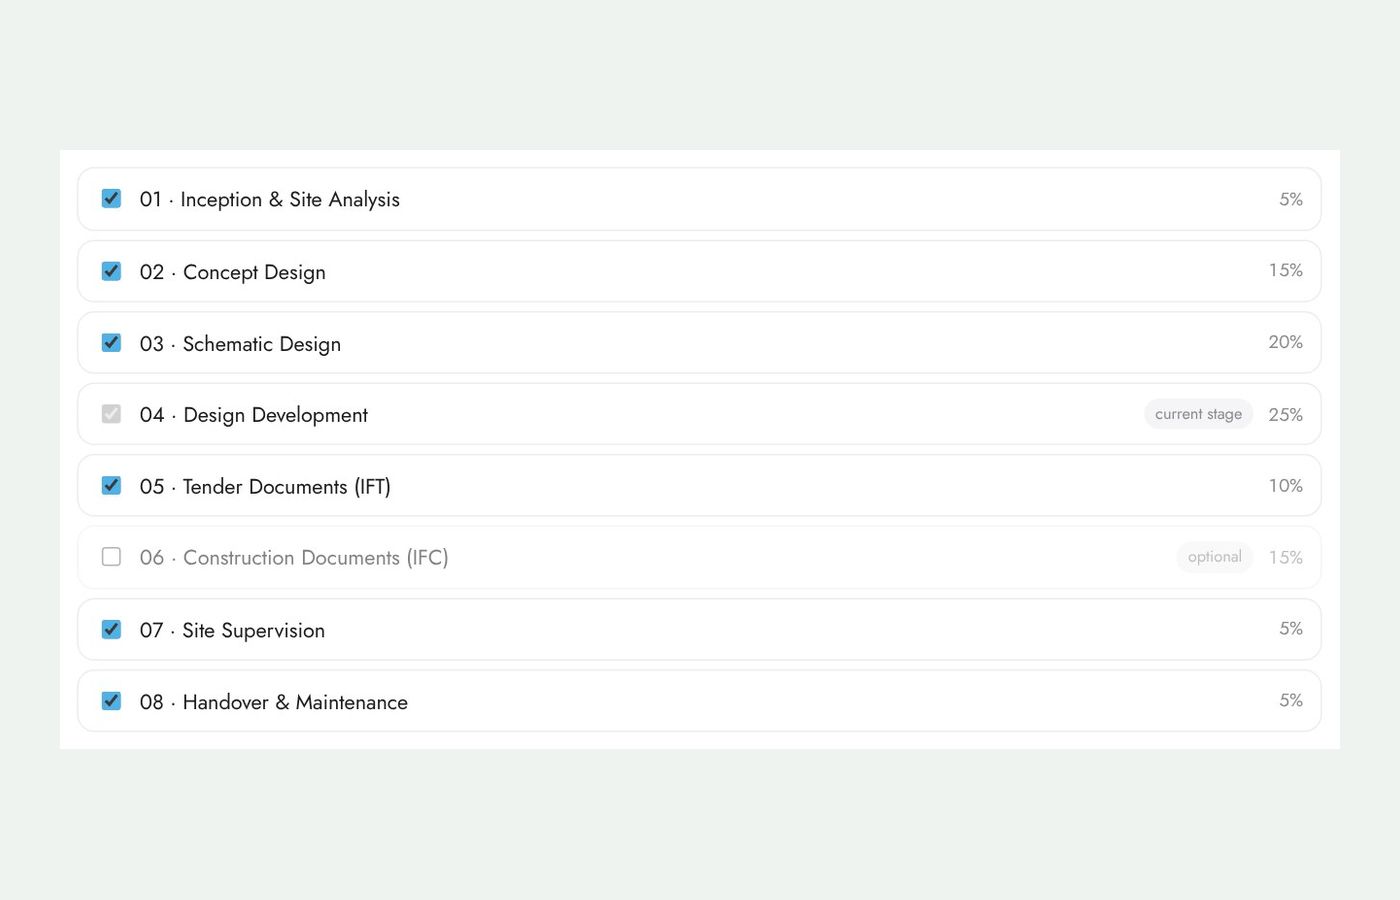 01 · Inception & Site Analysis 5%
02 · Concept Design 15%
03 · Schematic Design 20%
04 · Design Development current stage 25%
05 · Tender Documents (IFT) 10%
06 · Construction Documents (IFC) optional 15%
07 · Site Supervision 5%
08 · Handover & Maintenance 5%